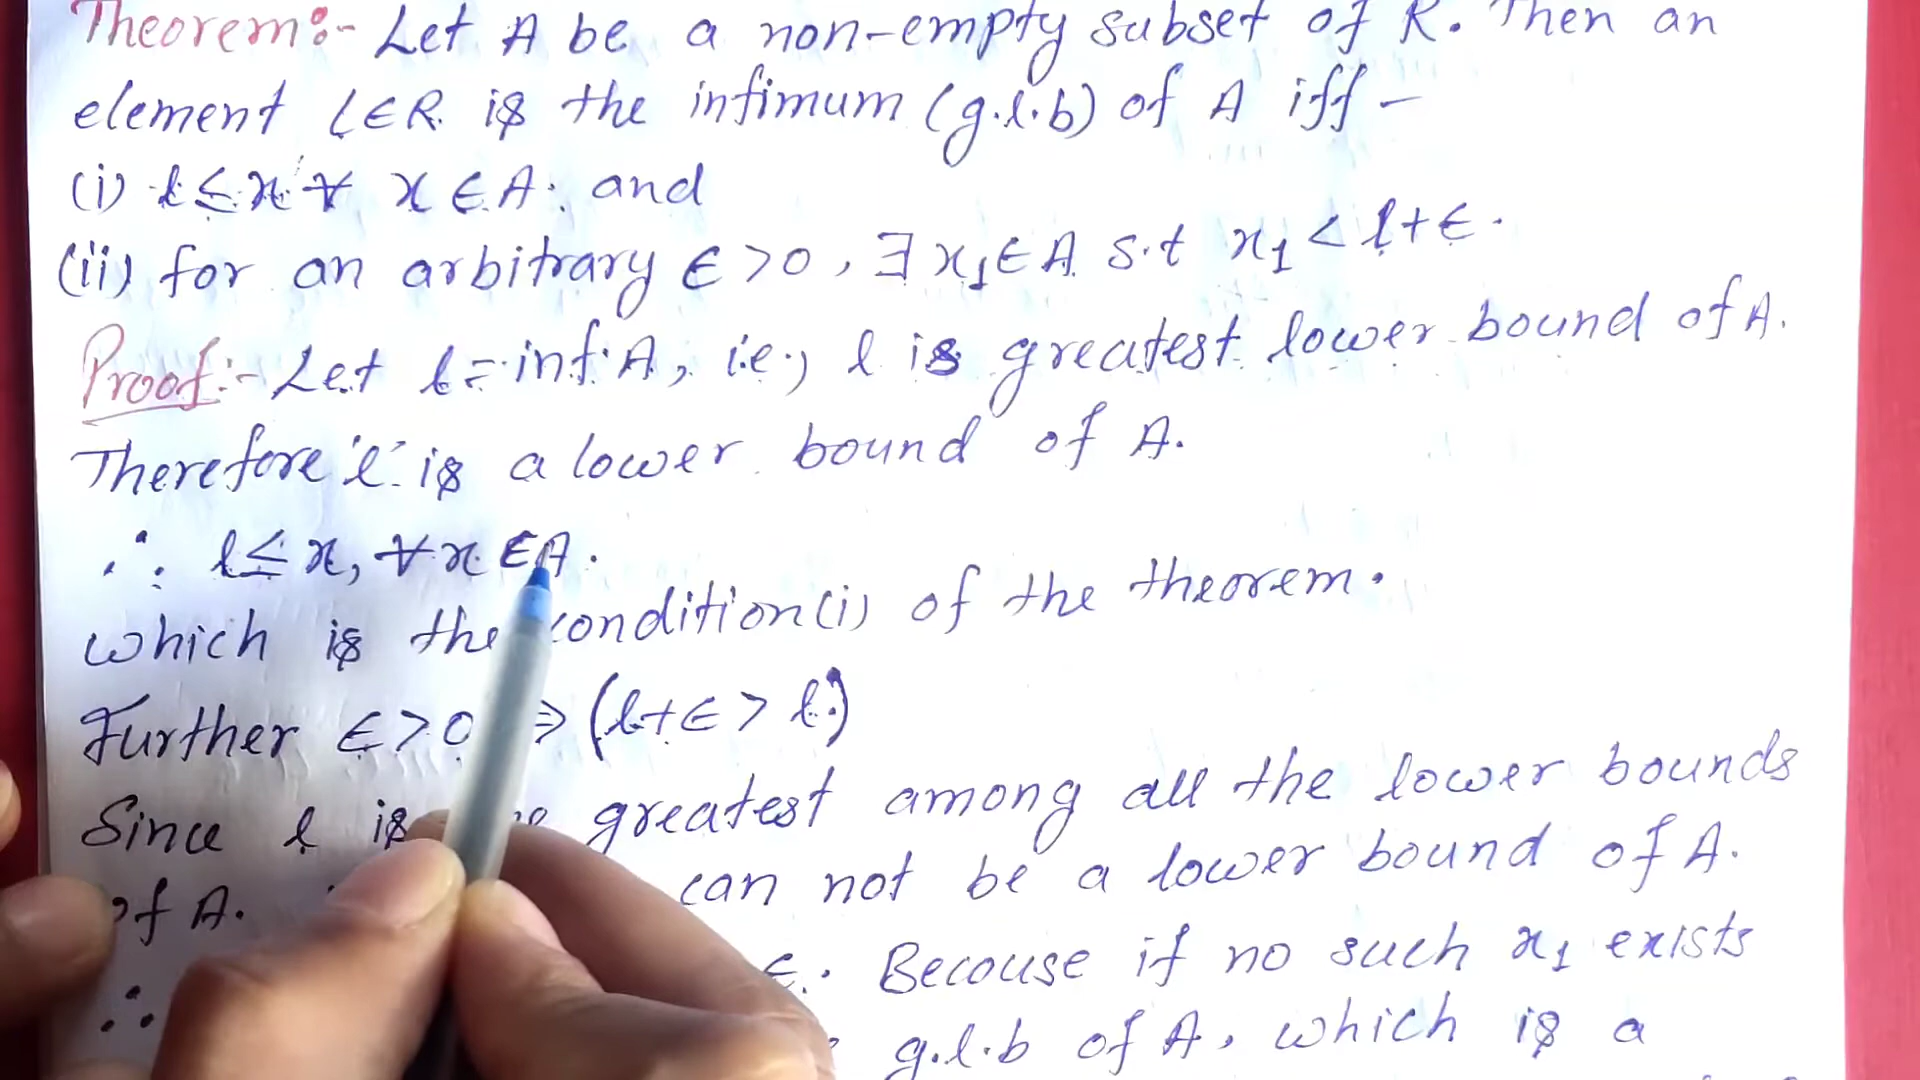 Theorem:- Let A be a non-empty subset of R. Then an
element l∈R is the infimum (g.l.b) of A iff -
(i) l≤x ∀ x∈A. and
(ii) for an arbitrary ∈>0, ∃ x₁∈A s.t x₁ < l+∈.
Proof:- Let l = inf. A, i.e., l is greatest lower bound of A.
Therefore 'l' is a lower bound of A.
∴ l≤x, ∀x∈A.
which is the condition (i) of the theorem.
Further ∈>0 ⇒ (l+∈ > l.)
Since l is greatest among all the lower bounds
of A. can not be a lower bound of A.
∴ ∈. Becouse if no such x₁ exists
g.l.b of A, which is a